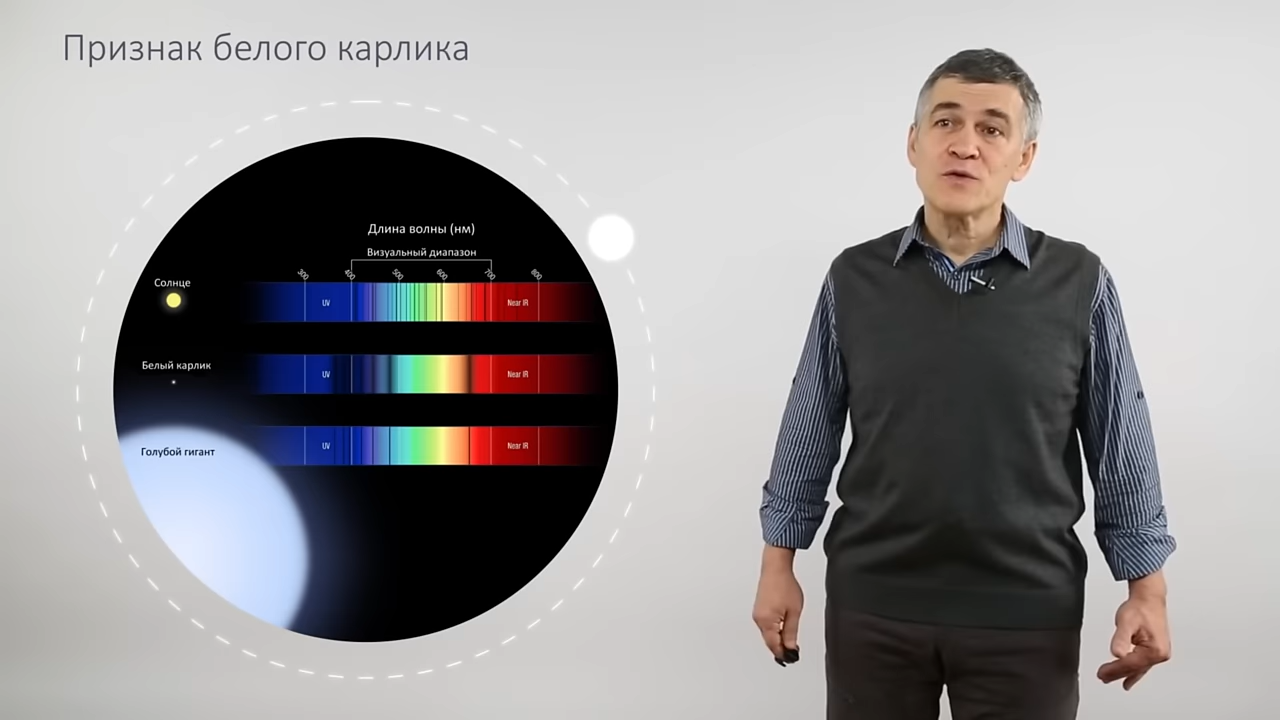 Признак белого карлика
Длина волны (нм)
Визуальный диапазон
300 400 500 600 700 800
Солнце
UV
Near IR
Белый карлик
UV
Near IR
Голубой гигант
UV
Near IR